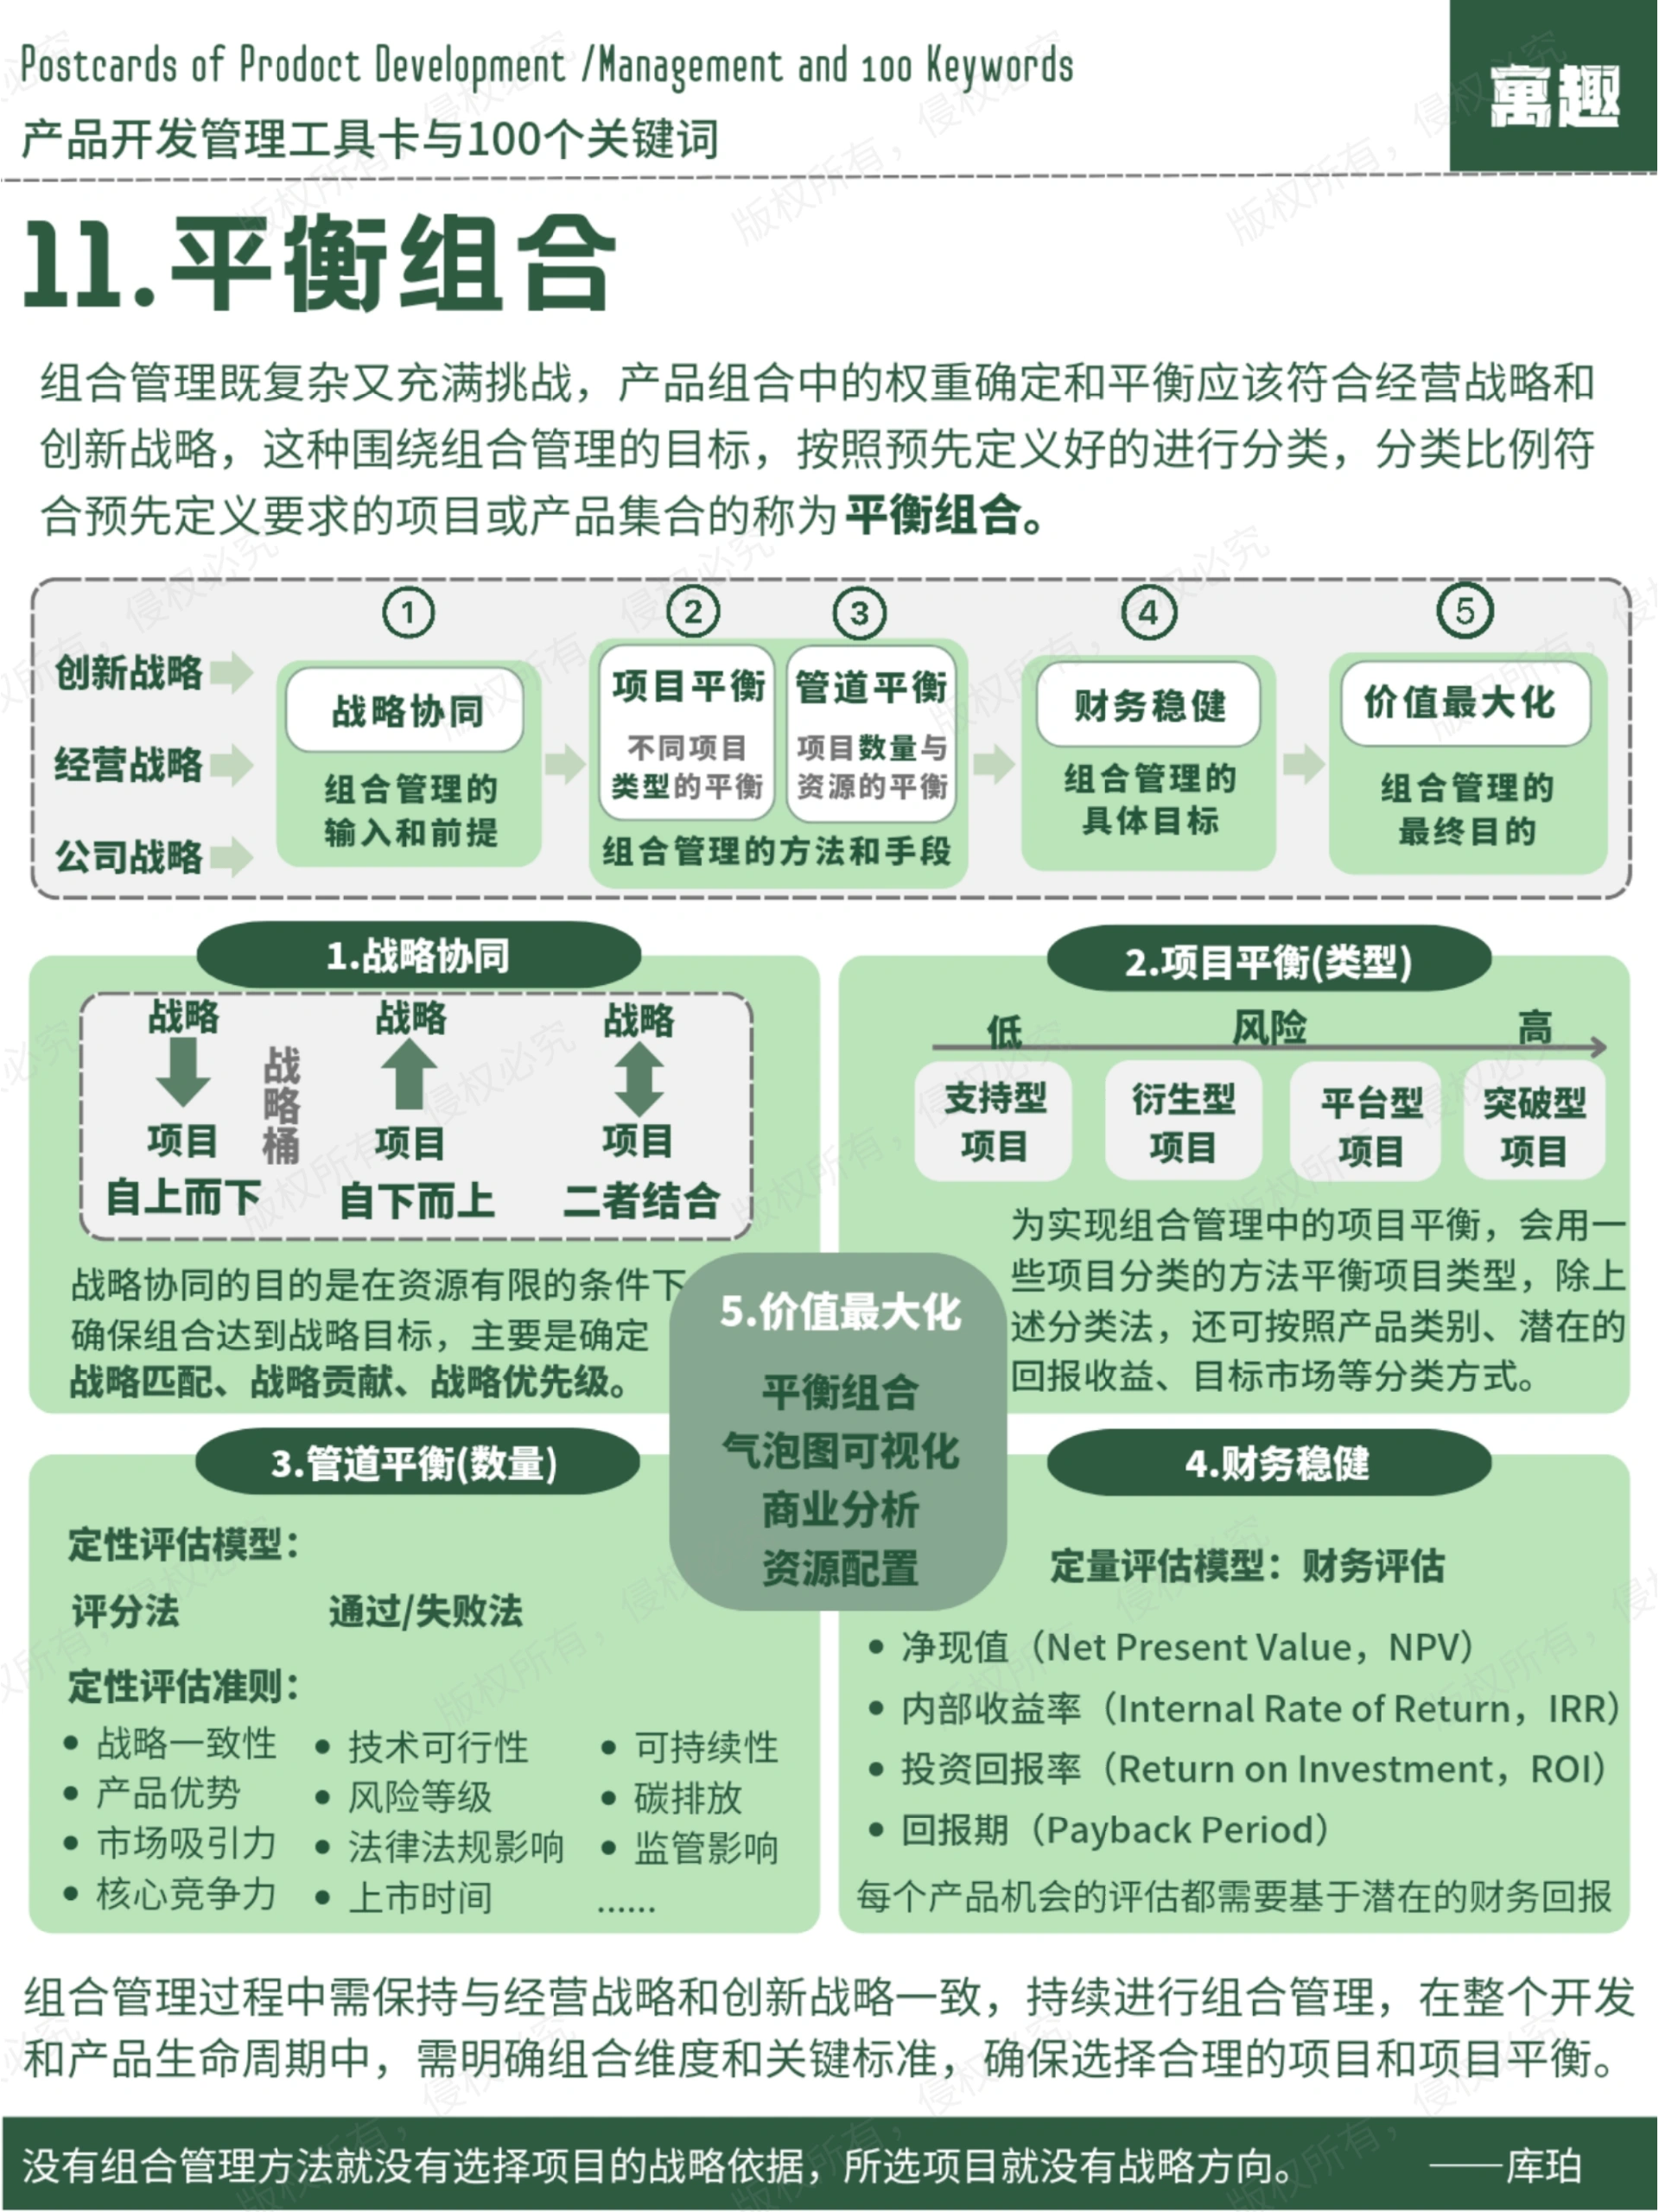 Postcards of Prodoct Development /Management and 100 Keywords
产品开发管理工具卡与100个关键词
寓趣
11.平衡组合
组合管理既复杂又充满挑战，产品组合中的权重确定和平衡应该符合经营战略和
创新战略，这种围绕组合管理的目标，按照预先定义好的进行分类，分类比例符
合预先定义要求的项目或产品集合的称为平衡组合。
创新战略
经营战略
公司战略
①
战略协同
组合管理的
输入和前提
②
项目平衡
不同项目
类型的平衡
③
管道平衡
项目数量与
资源的平衡
组合管理的方法和手段
④
财务稳健
组合管理的
具体目标
⑤
价值最大化
组合管理的
最终目的
1.战略协同
战略
项目
自上而下
战略桶
战略
项目
自下而上
战略
项目
二者结合
战略协同的目的是在资源有限的条件下
确保组合达到战略目标，主要是确定
战略匹配、战略贡献、战略优先级。
2.项目平衡(类型)
低 风险 高
支持型
项目
衍生型
项目
平台型
项目
突破型
项目
为实现组合管理中的项目平衡，会用一
些项目分类的方法平衡项目类型，除上
述分类法，还可按照产品类别、潜在的
回报收益、目标市场等分类方式。
3.管道平衡(数量)
定性评估模型：
评分法 通过/失败法
定性评估准则：
• 战略一致性
• 产品优势
• 市场吸引力
• 核心竞争力
• 技术可行性
• 风险等级
• 法律法规影响
• 上市时间
• 可持续性
• 碳排放
• 监管影响
......
4.财务稳健
定量评估模型：财务评估
• 净现值（Net Present Value，NPV）
• 内部收益率（Internal Rate of Return，IRR）
• 投资回报率（Return on Investment，ROI）
• 回报期（Payback Period）
每个产品机会的评估都需要基于潜在的财务回报
5.价值最大化
平衡组合
气泡图可视化
商业分析
资源配置
组合管理过程中需保持与经营战略和创新战略一致，持续进行组合管理，在整个开发
和产品生命周期中，需明确组合维度和关键标准，确保选择合理的项目和项目平衡。
没有组合管理方法就没有选择项目的战略依据，所选项目就没有战略方向。 ——库珀
版权所有，侵权必究